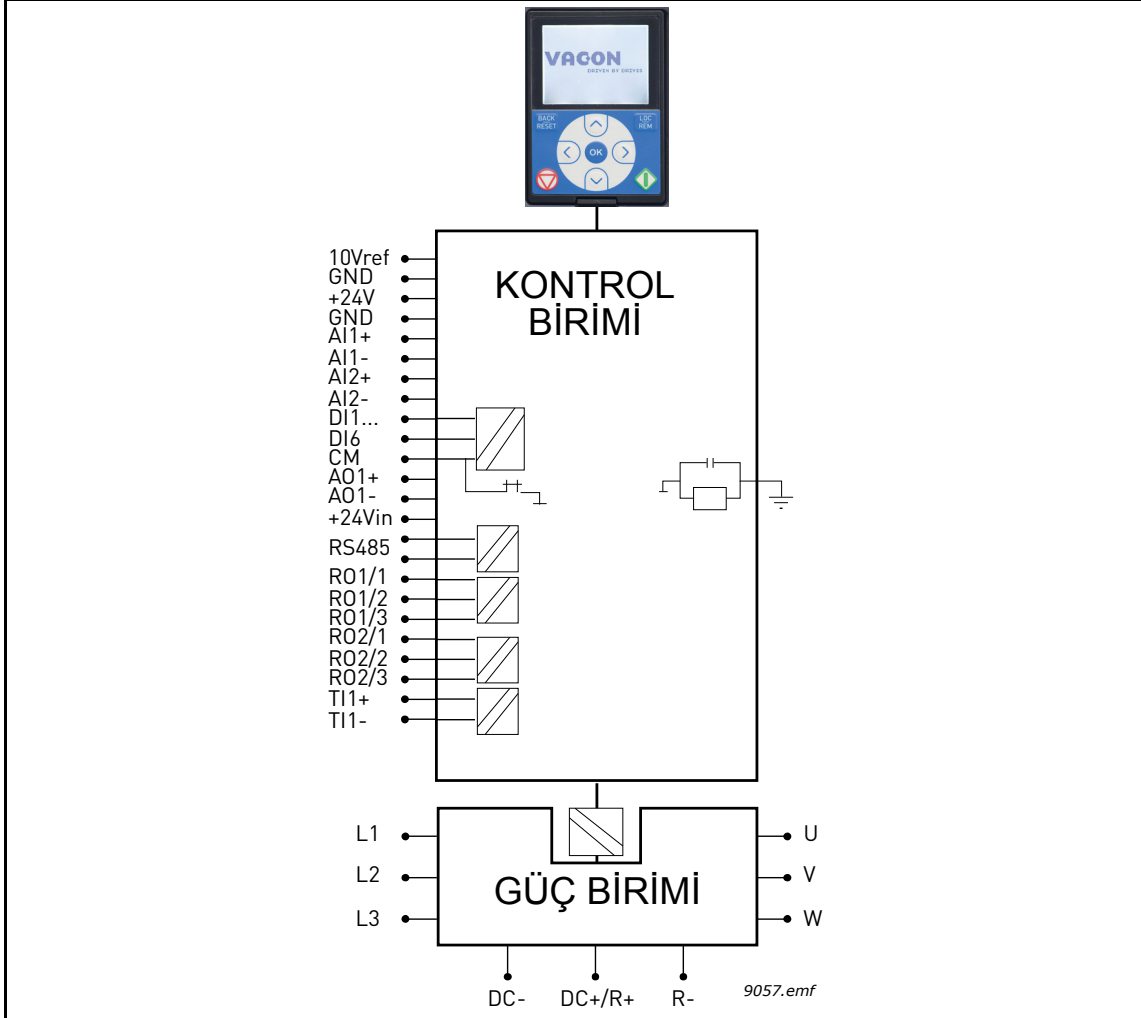 VACON
DRIVEN BY DRIVES
BACK
RESET
LOC
REM
OK
KONTROL
BİRİMİ
10Vref
GND
+24V
GND
AI1+
AI1-
AI2+
AI2-
DI1...
DI6
CM
AO1+
AO1-
+24Vin
RS485
RO1/1
RO1/2
RO1/3
RO2/1
RO2/2
RO2/3
TI1+
TI1-
L1
L2
L3
GÜÇ BİRİMİ
U
V
W
DC-
DC+/R+
R-
9057.emf